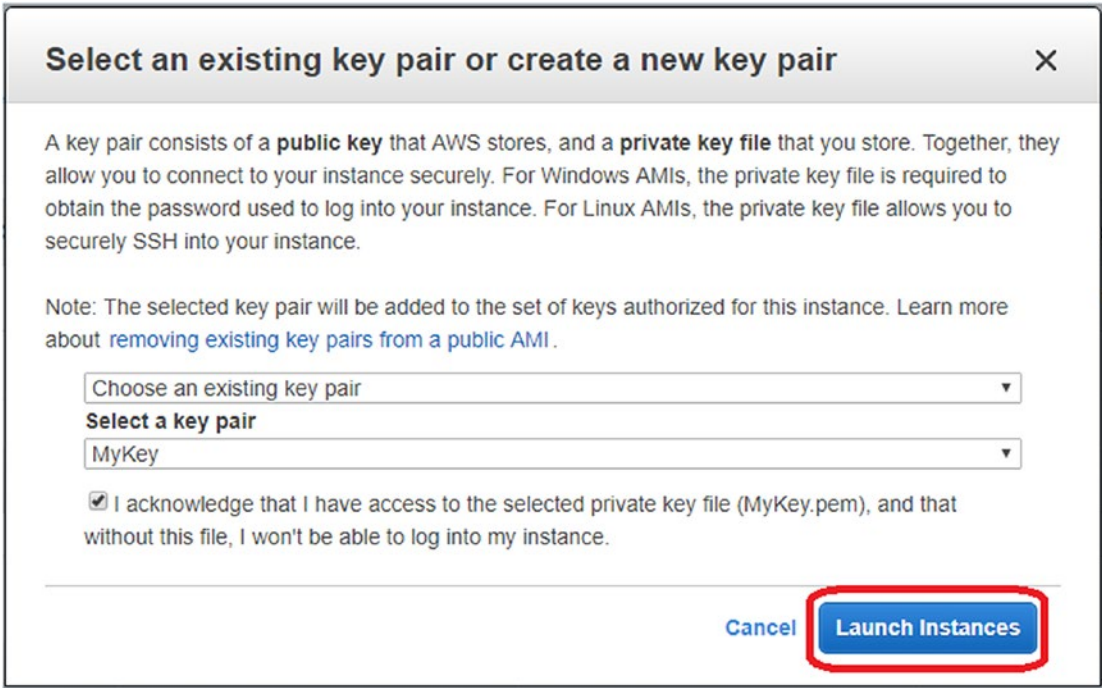 Select an existing key pair or create a new key pair
A key pair consists of a public key that AWS stores, and a private key file that you store. Together, they
allow you to connect to your instance securely. For Windows AMIs, the private key file is required to
obtain the password used to log into your instance. For Linux AMIs, the private key file allows you to
securely SSH into your instance.
Note: The selected key pair will be added to the set of keys authorized for this instance. Learn more
about removing existing key pairs from a public AMI.
Choose an existing key pair
Select a key pair
MyKey
I acknowledge that I have access to the selected private key file (MyKey.pem), and that
without this file, I won't be able to log into my instance.
Cancel Launch Instances